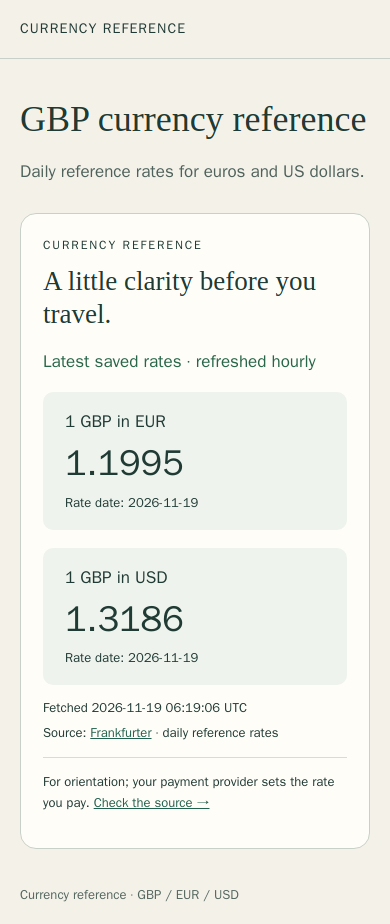 CURRENCY REFERENCE
GBP currency reference
Daily reference rates for euros and US dollars.
CURRENCY REFERENCE
A little clarity before you
travel.
Latest saved rates · refreshed hourly
1 GBP in EUR
1.1995
Rate date: 2026-11-19
1 GBP in USD
1.3186
Rate date: 2026-11-19
Fetched 2026-11-19 06:19:06 UTC
Source: Frankfurter · daily reference rates
For orientation; your payment provider sets the rate
you pay. Check the source →
Currency reference · GBP / EUR / USD